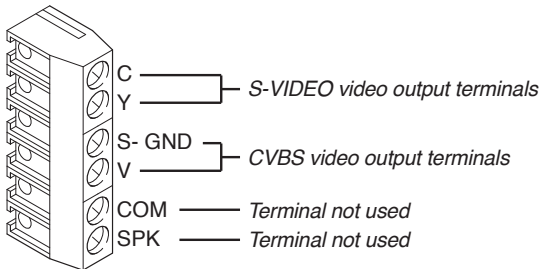 C
Y
S-VIDEO video output terminals
S- GND
V
CVBS video output terminals
COM
Terminal not used
SPK
Terminal not used